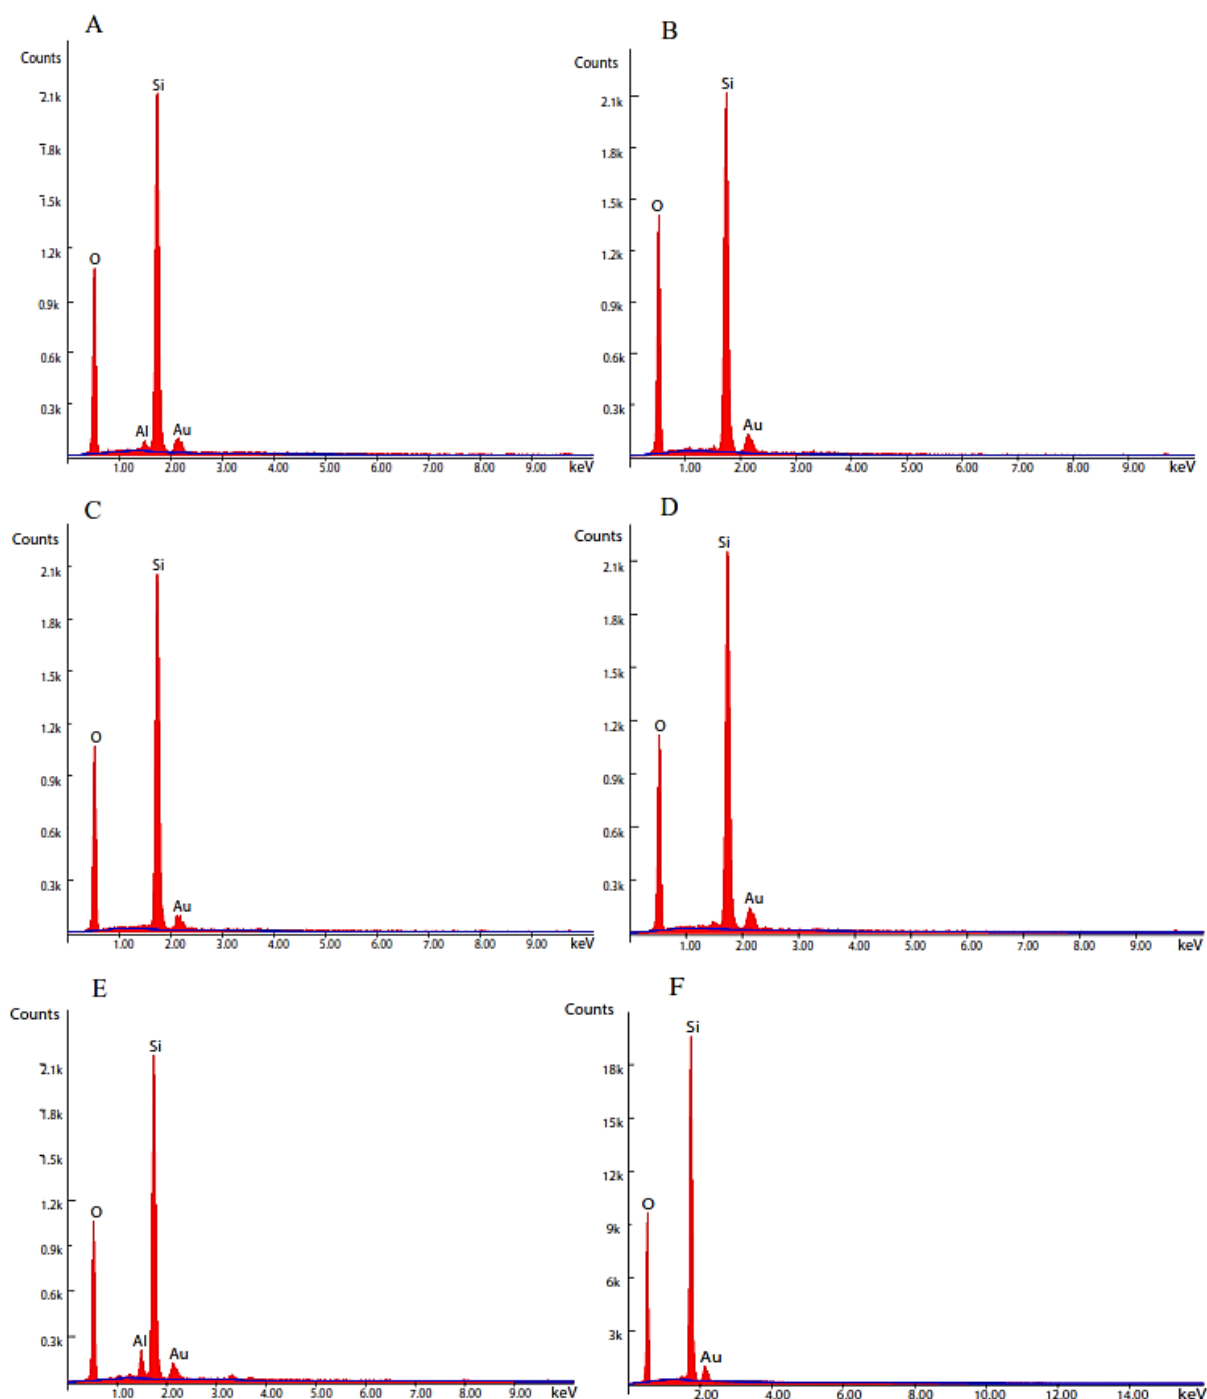 A
Counts
Si
2.1k
1.8k
1.5k
1.2k
O
0.9k
0.6k
0.3k
Al
Au
1.00 2.00 3.00 4.00 5.00 6.00 7.00 8.00 9.00 keV
B
Counts
Si
2.1k
1.8k
1.5k
O
1.2k
0.9k
0.6k
0.3k
Au
1.00 2.00 3.00 4.00 5.00 6.00 7.00 8.00 9.00 keV
C
Counts
Si
2.1k
1.8k
1.5k
1.2k
O
0.9k
0.6k
0.3k
Au
1.00 2.00 3.00 4.00 5.00 6.00 7.00 8.00 9.00 keV
D
Counts
Si
2.1k
1.8k
1.5k
1.2k
O
0.9k
0.6k
0.3k
Au
1.00 2.00 3.00 4.00 5.00 6.00 7.00 8.00 9.00 keV
E
Counts
Si
2.1k
1.8k
1.5k
1.2k
O
0.9k
0.6k
0.3k
Al
Au
1.00 2.00 3.00 4.00 5.00 6.00 7.00 8.00 9.00 keV
F
Counts
Si
18k
15k
12k
O
9k
6k
3k
Au
2.00 4.00 6.00 8.00 10.00 12.00 14.00 keV